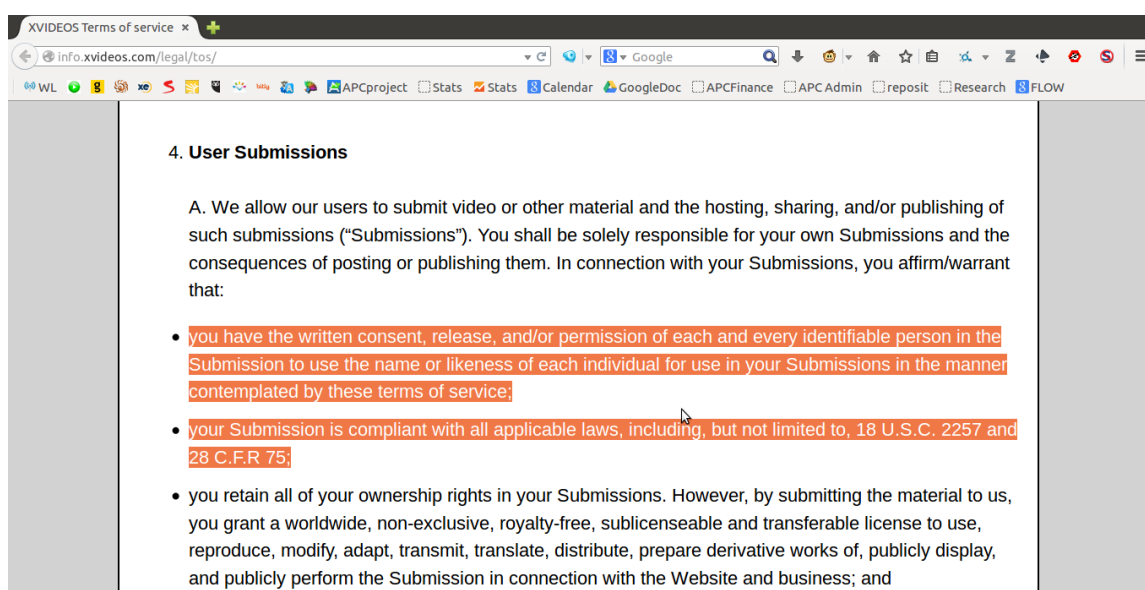 XVIDEOS Terms of service
info.xvideos.com/legal/tos/
Google
WL APCproject Stats Stats Calendar GoogleDoc APCFinance APC Admin reposit Research FLOW
4. User Submissions
A. We allow our users to submit video or other material and the hosting, sharing, and/or publishing of
such submissions (“Submissions”). You shall be solely responsible for your own Submissions and the
consequences of posting or publishing them. In connection with your Submissions, you affirm/warrant
that:
you have the written consent, release, and/or permission of each and every identifiable person in the
Submission to use the name or likeness of each individual for use in your Submissions in the manner
contemplated by these terms of service;
your Submission is compliant with all applicable laws, including, but not limited to, 18 U.S.C. 2257 and
28 C.F.R 75;
you retain all of your ownership rights in your Submissions. However, by submitting the material to us,
you grant a worldwide, non-exclusive, royalty-free, sublicenseable and transferable license to use,
reproduce, modify, adapt, transmit, translate, distribute, prepare derivative works of, publicly display,
and publicly perform the Submission in connection with the Website and business; and